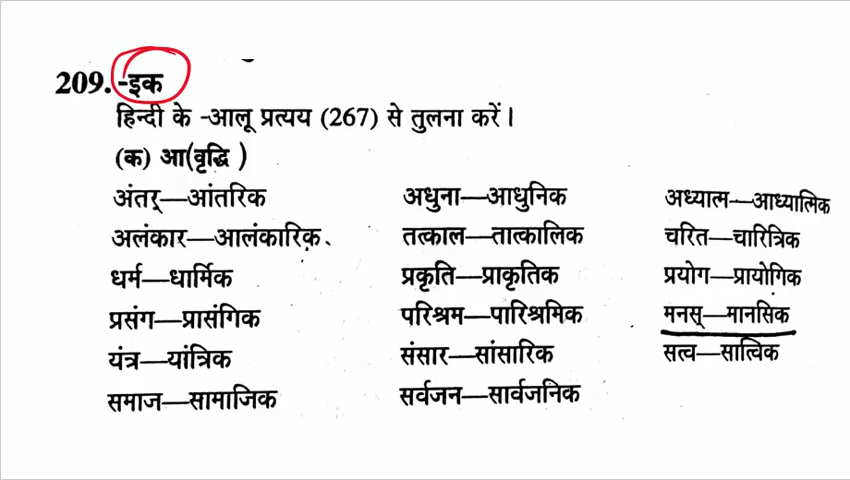 209. -इक
हिन्दी के -आलू प्रत्यय (267) से तुलना करें।
(क) आ(वृद्धि )
अंतर्—आंतरिक अधुना—आधुनिक अध्यात्म—आध्यात्मिक
अलंकार—आलंकारिक तत्काल—तात्कालिक चरित—चारित्रिक
धर्म—धार्मिक प्रकृति—प्राकृतिक प्रयोग—प्रायोगिक
प्रसंग—प्रासंगिक परिश्रम—पारिश्रमिक मनस्—मानसिक
यंत्र—यांत्रिक संसार—सांसारिक सत्व—सात्विक
समाज—सामाजिक सर्वजन—सार्वजनिक